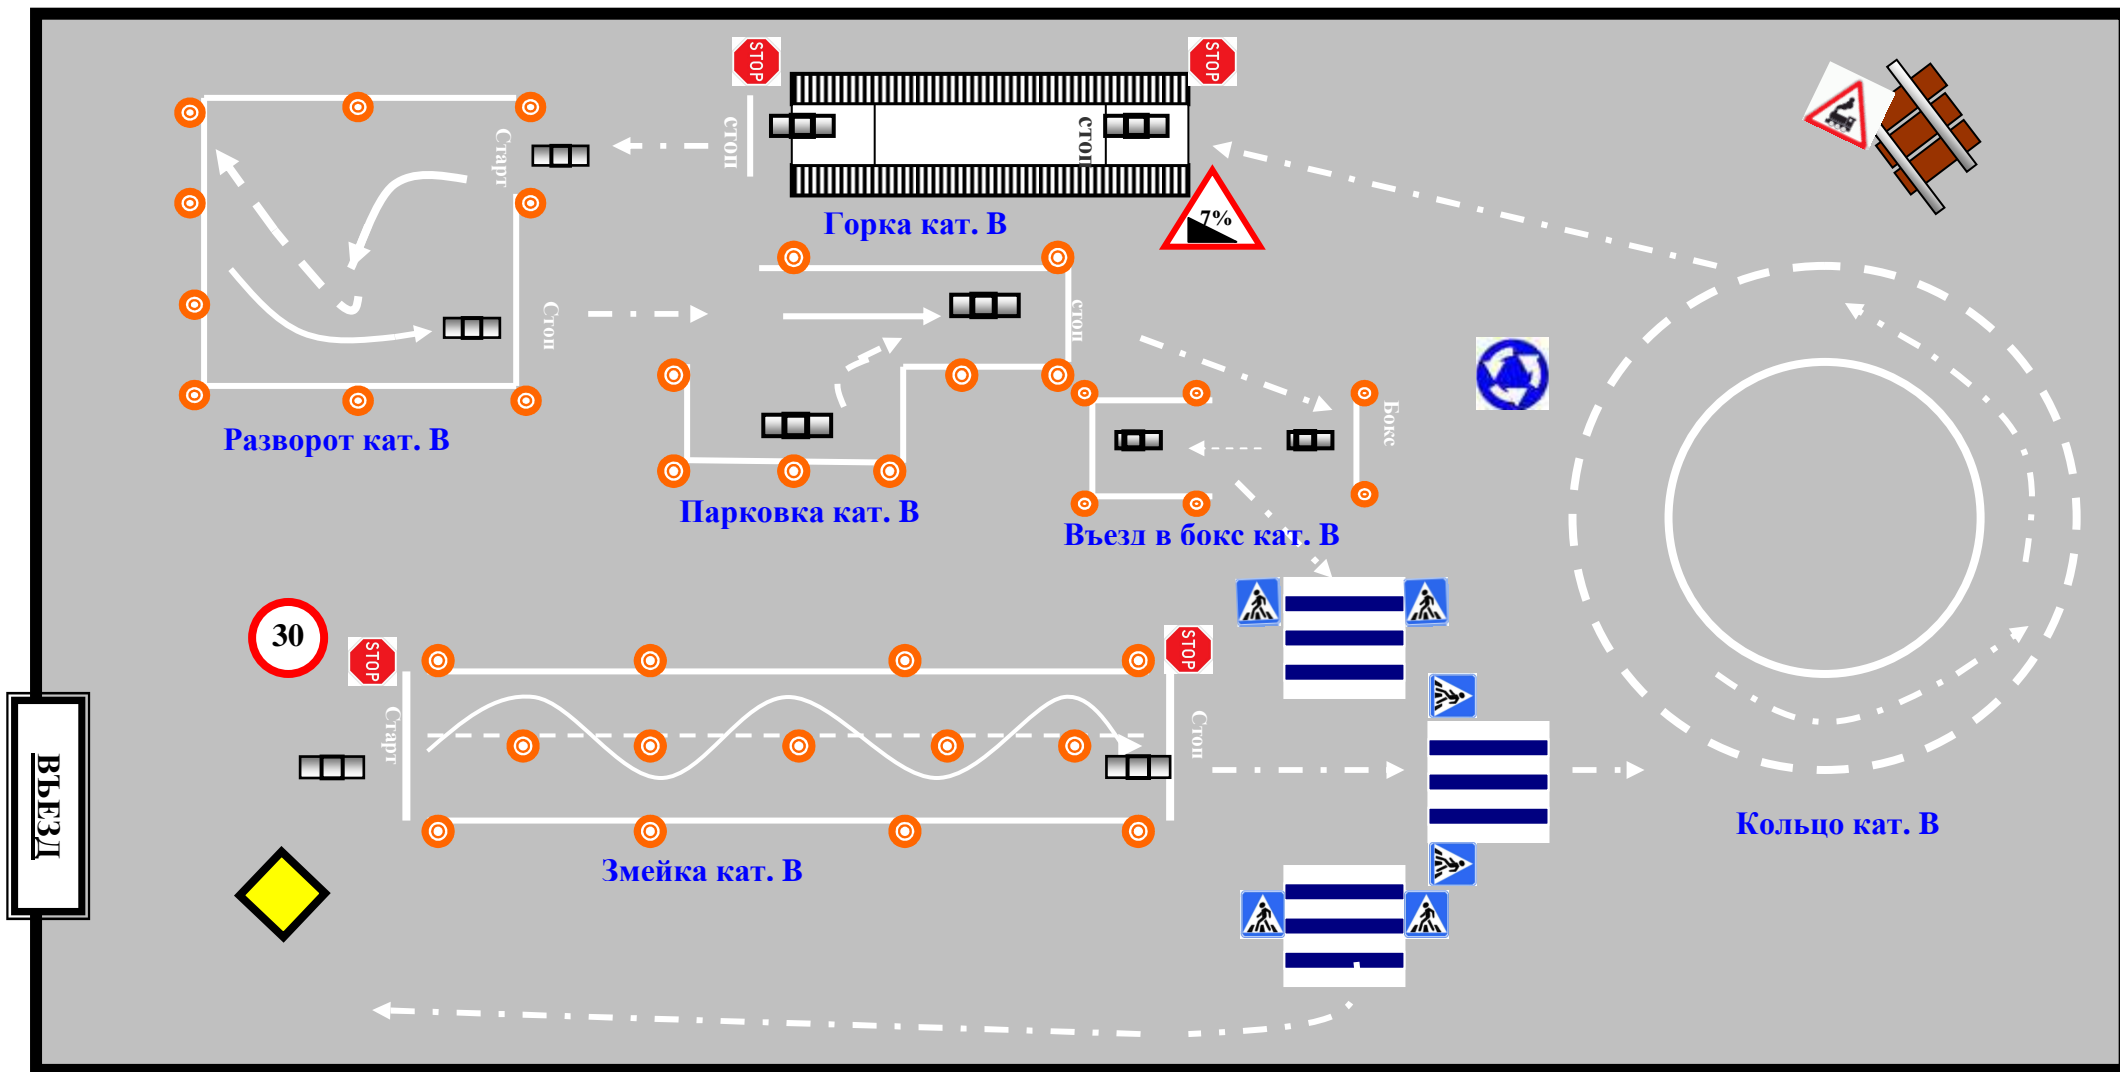 STOP
STOP
стоп
стоп
Старт
Горка кат. В
7%
Стоп
стоп
Разворот кат. В
Бокс
Парковка кат. В
Въезд в бокс кат. В
30
STOP
STOP
Старт
Стоп
ВЪЕЗД
Кольцо кат. В
Змейка кат. В